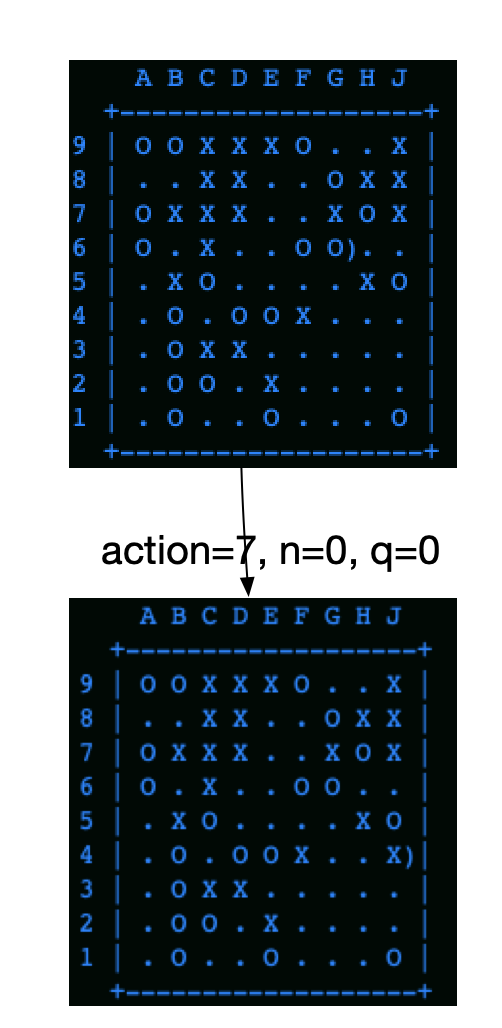 A B C D E F G H J
+------------------+
9 | O O X X X O . . X |
8 | . . X X . . O X X |
7 | O X X X . . X O X |
6 | O . X . . O O). . |
5 | . X O . . . . X O |
4 | . O . O O X . . . |
3 | . O X X . . . . . |
2 | . O O . X . . . . |
1 | . O . . O . . . O |
+------------------+
action=7, n=0, q=0
A B C D E F G H J
+------------------+
9 | O O X X X O . . X |
8 | . . X X . . O X X |
7 | O X X X . . X O X |
6 | O . X . . O O . . |
5 | . X O . . . . X O |
4 | . O . O O X . . X)|
3 | . O X X . . . . . |
2 | . O O . X . . . . |
1 | . O . . O . . . O |
+------------------+